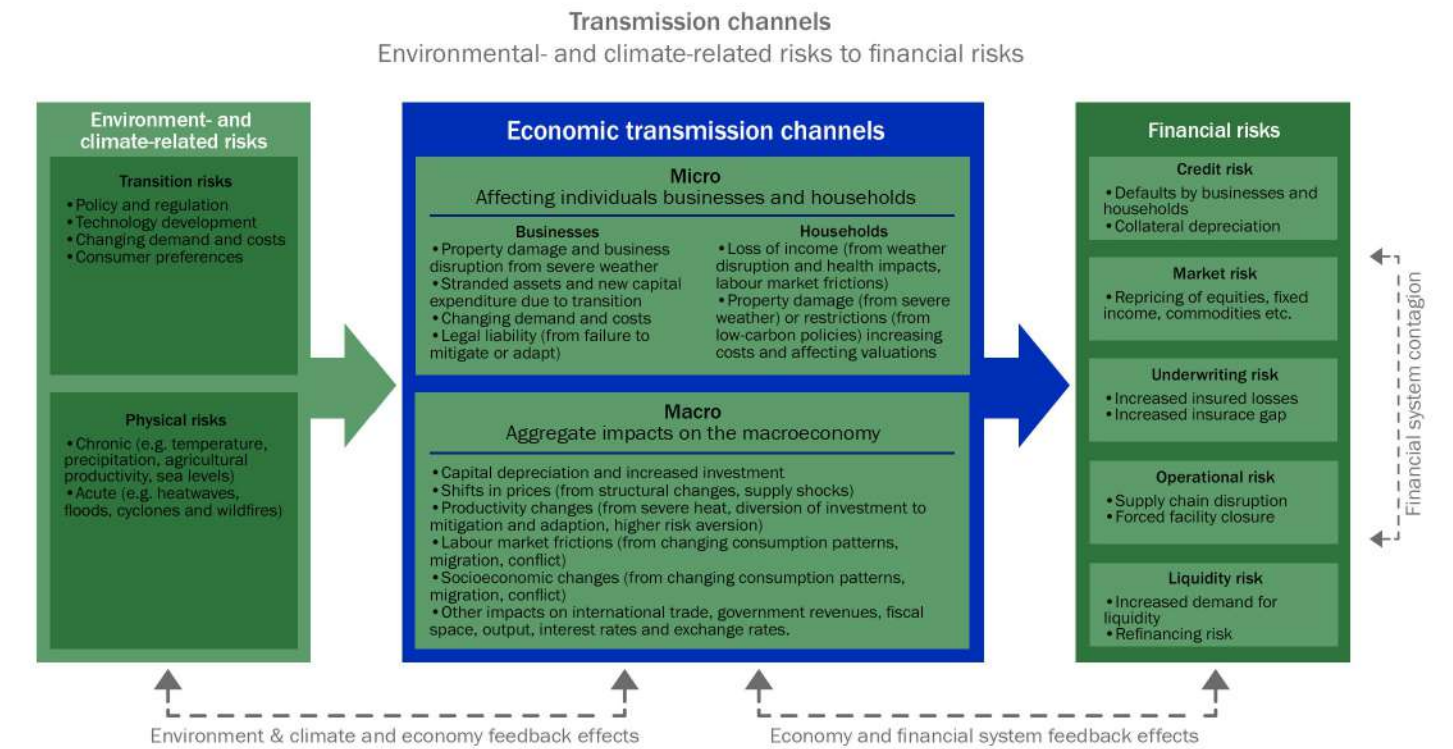 Transmission channels
Environmental- and climate-related risks to financial risks
Environment- and
climate-related risks
Transition risks
•Policy and regulation
•Technology development
•Changing demand and costs
•Consumer preferences
Physical risks
•Chronic (e.g. temperature,
precipitation, agricultural
productivity, sea levels)
•Acute (e.g. heatwaves,
floods, cyclones and wildfires)
Economic transmission channels
Micro
Affecting individuals businesses and households
Businesses
•Property damage and business
disruption from severe weather
•Stranded assets and new capital
expenditure due to transition
•Changing demand and costs
•Legal liability (from failure to
mitigate or adapt)
Households
•Loss of income (from weather
disruption and health impacts,
labour market frictions)
•Property damage (from severe
weather) or restrictions (from
low-carbon policies) increasing
costs and affecting valuations
Macro
Aggregate impacts on the macroeconomy
•Capital depreciation and increased investment
•Shifts in prices (from structural changes, supply shocks)
•Productivity changes (from severe heat, diversion of investment to
mitigation and adaption, higher risk aversion)
•Labour market frictions (from changing consumption patterns,
migration, conflict)
•Socioeconomic changes (from changing consumption patterns,
migration, conflict)
•Other impacts on international trade, government revenues, fiscal
space, output, interest rates and exchange rates.
Financial risks
Credit risk
•Defaults by businesses and
households
•Collateral depreciation
Market risk
•Repricing of equities, fixed
income, commodities etc.
Underwriting risk
•Increased insured losses
•Increased insurace gap
Operational risk
•Supply chain disruption
•Forced facility closure
Liquidity risk
•Increased demand for
liquidity
•Refinancing risk
Financial system contagion
Environment & climate and economy feedback effects
Economy and financial system feedback effects